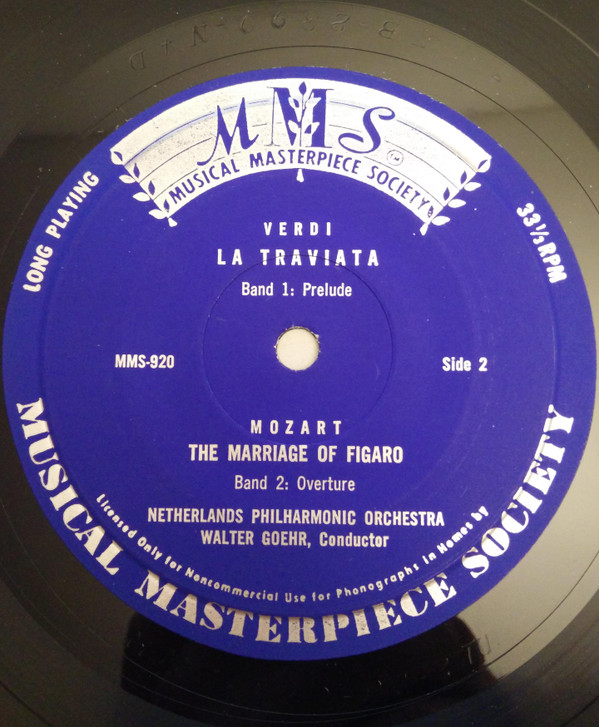 MMS
MUSICAL MASTERPIECE SOCIETY
TM
LONG PLAYING
33⅓ RPM
VERDI
LA TRAVIATA
Band 1: Prelude
MMS-920
Side 2
MOZART
THE MARRIAGE OF FIGARO
Band 2: Overture
NETHERLANDS PHILHARMONIC ORCHESTRA
WALTER GOEHR, Conductor
Licensed Only for Noncommercial Use for Phonographs in Homes by
MUSICAL MASTERPIECE SOCIETY